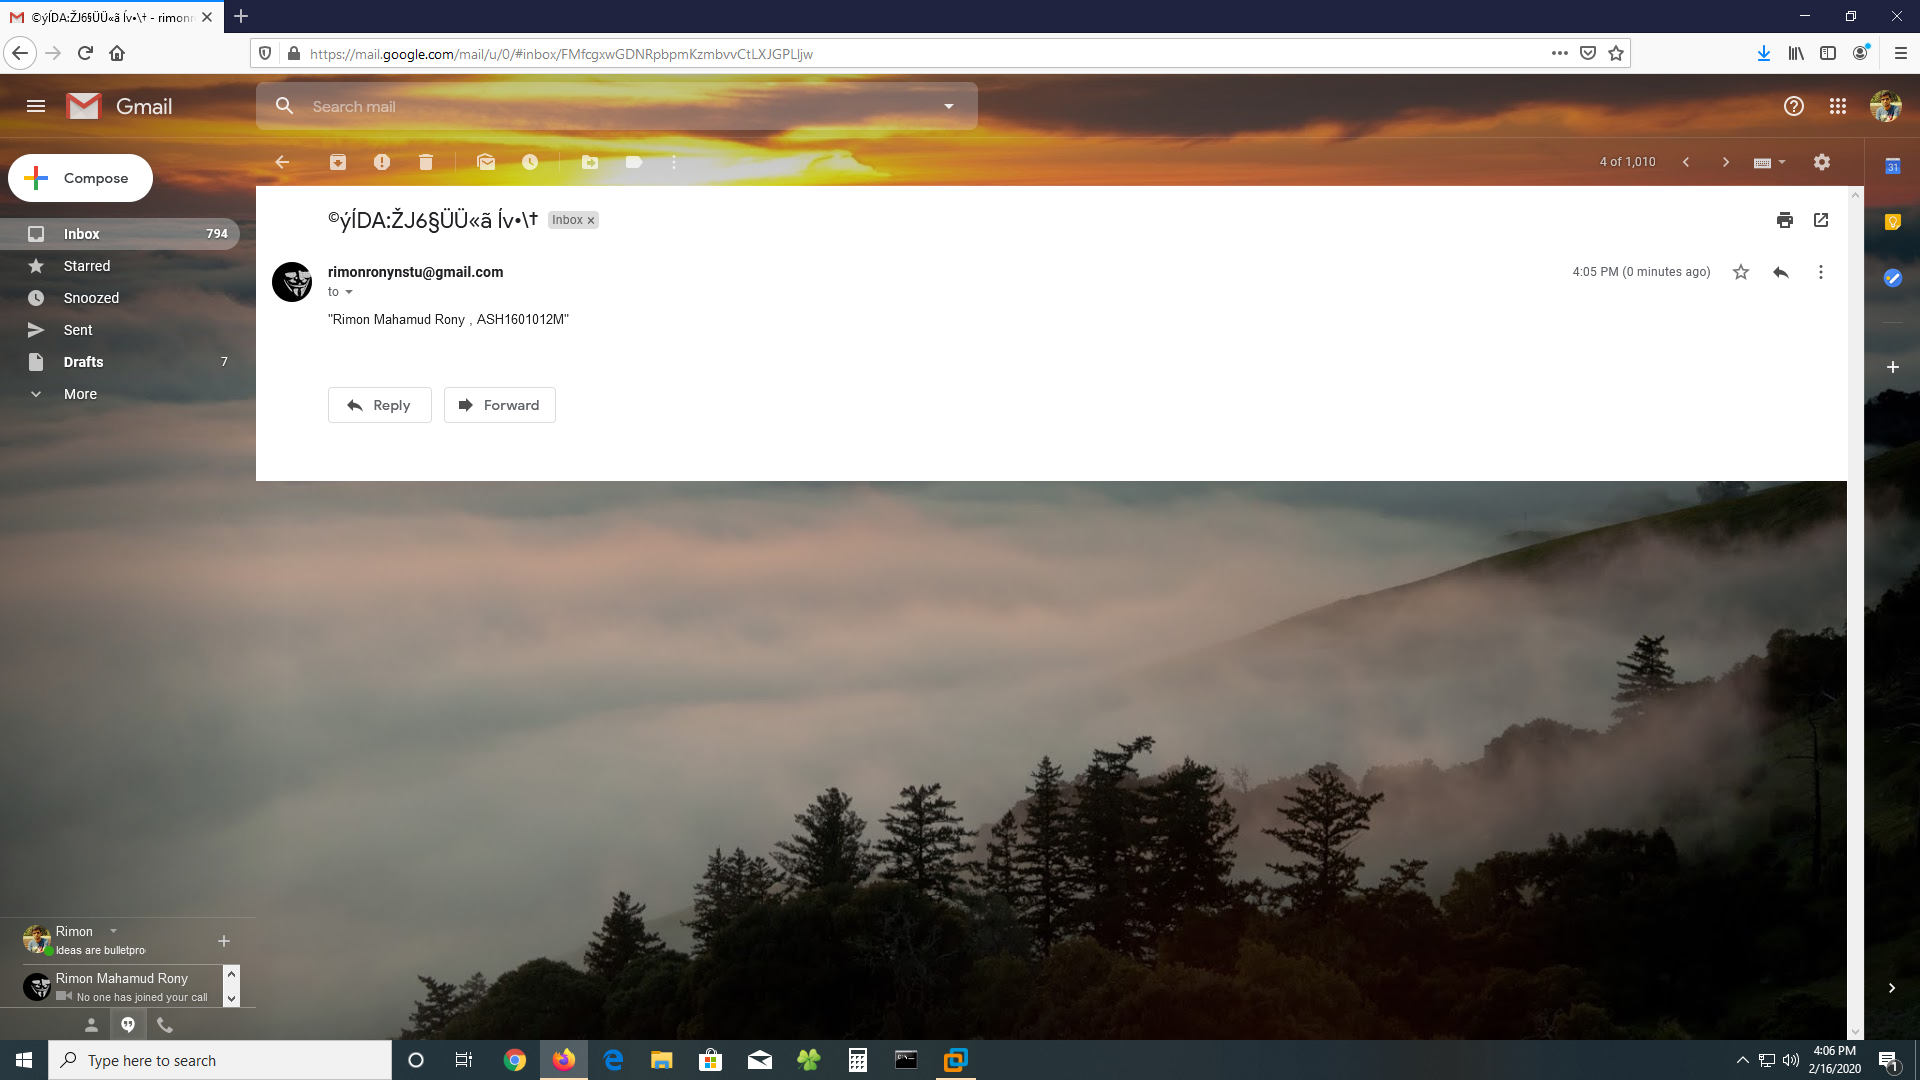 ©ýÍDA:ŽJ6§ÜÜ«ã Ív•\† - rimonr
https://mail.google.com/mail/u/0/#inbox/FMfcgxwGDNRpbpmKzmbvvCtLXJGPLljw
Gmail
Search mail
4 of 1,010
31
Compose
Inbox 794
Starred
Snoozed
Sent
Drafts 7
More
©ýÍDA:ŽJ6§ÜÜ«ã Ív•\† Inbox x
rimonronynstu@gmail.com 4:05 PM (0 minutes ago)
to
"Rimon Mahamud Rony , ASH1601012M"
Reply Forward
Rimon
Ideas are bulletpro
Rimon Mahamud Rony
No one has joined your call
Type here to search
4:06 PM
2/16/2020
1